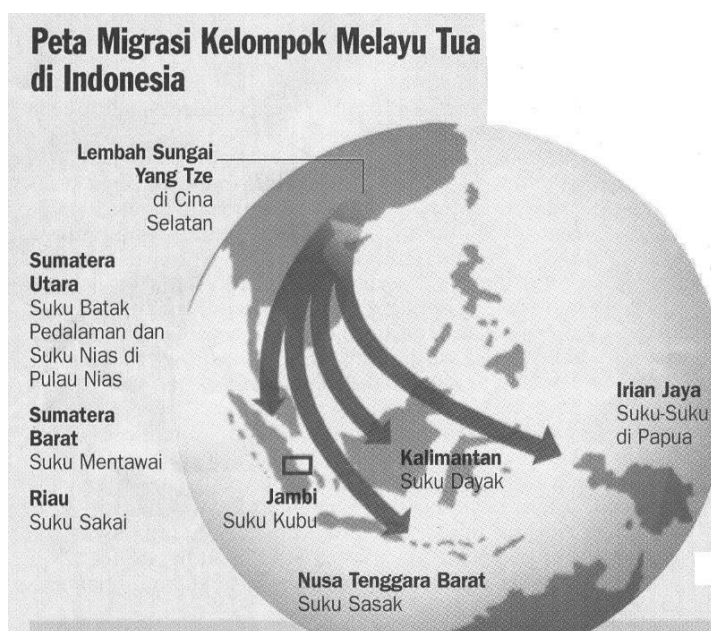 Peta Migrasi Kelompok Melayu Tua
di Indonesia
Lembah Sungai
Yang Tze
di Cina
Selatan
Sumatera
Utara
Suku Batak
Pedalaman dan
Suku Nias di
Pulau Nias
Sumatera
Barat
Suku Mentawai
Riau
Suku Sakai
Jambi
Suku Kubu
Kalimantan
Suku Dayak
Irian Jaya
Suku-Suku
di Papua
Nusa Tenggara Barat
Suku Sasak